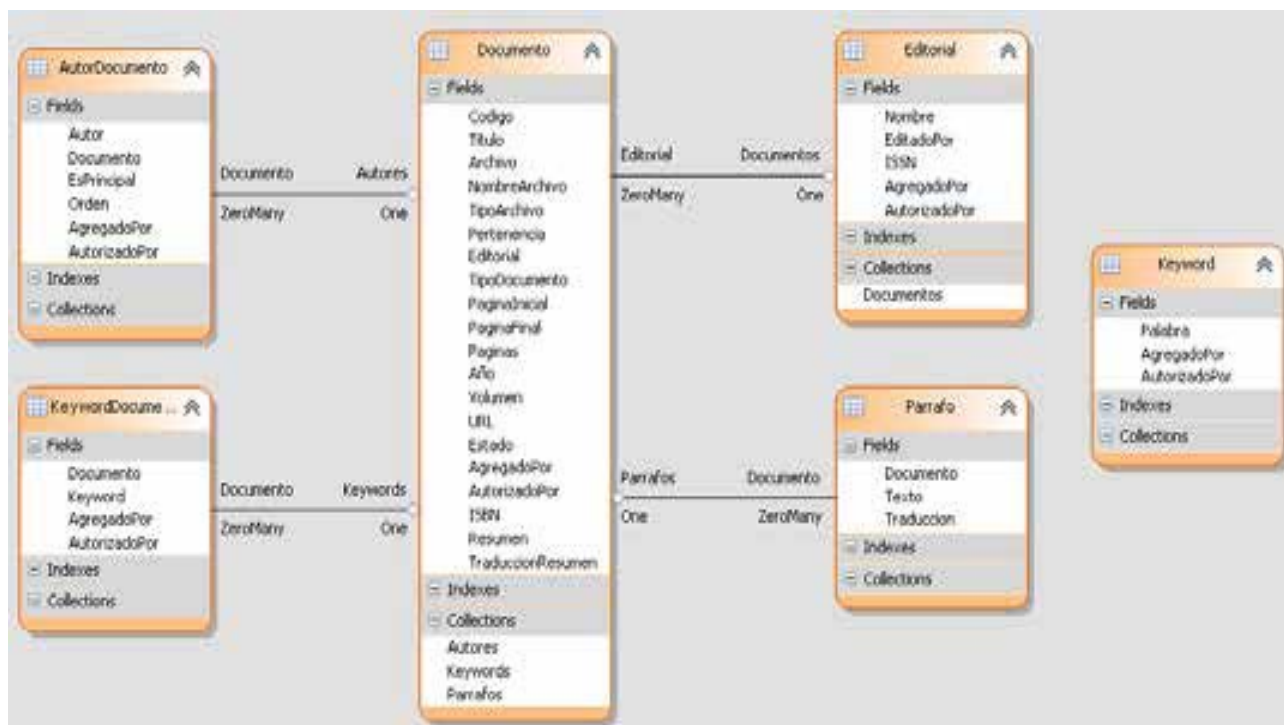 AutorDocumento
Fields
Autor
Documento
EsPrincipal
Orden
AgregadoPor
AutorizadoPor
Indexes
Collections
KeywordDocume ...
Fields
Documento
Keyword
AgregadoPor
AutorizadoPor
Indexes
Collections
Documento Autores
ZeroMany One
Documento Keywords
ZeroMany One
Documento
Fields
Codigo
Titulo
Archivo
NombreArchivo
TipoArchivo
Pertenencia
Editorial
TipoDocumento
PaginaInicial
PaginaFinal
Paginas
Año
Volumen
URL
Estado
AgregadoPor
AutorizadoPor
ISBN
Resumen
TraduccionResumen
Indexes
Collections
Autores
Keywords
Parrafos
Editorial Documentos
ZeroMany One
Parrafos Documento
One ZeroMany
Editorial
Fields
Nombre
EditadoPor
ISSN
AgregadoPor
AutorizadoPor
Indexes
Collections
Documentos
Parrafo
Fields
Documento
Texto
Traduccion
Indexes
Collections
Keyword
Fields
Palabra
AgregadoPor
AutorizadoPor
Indexes
Collections